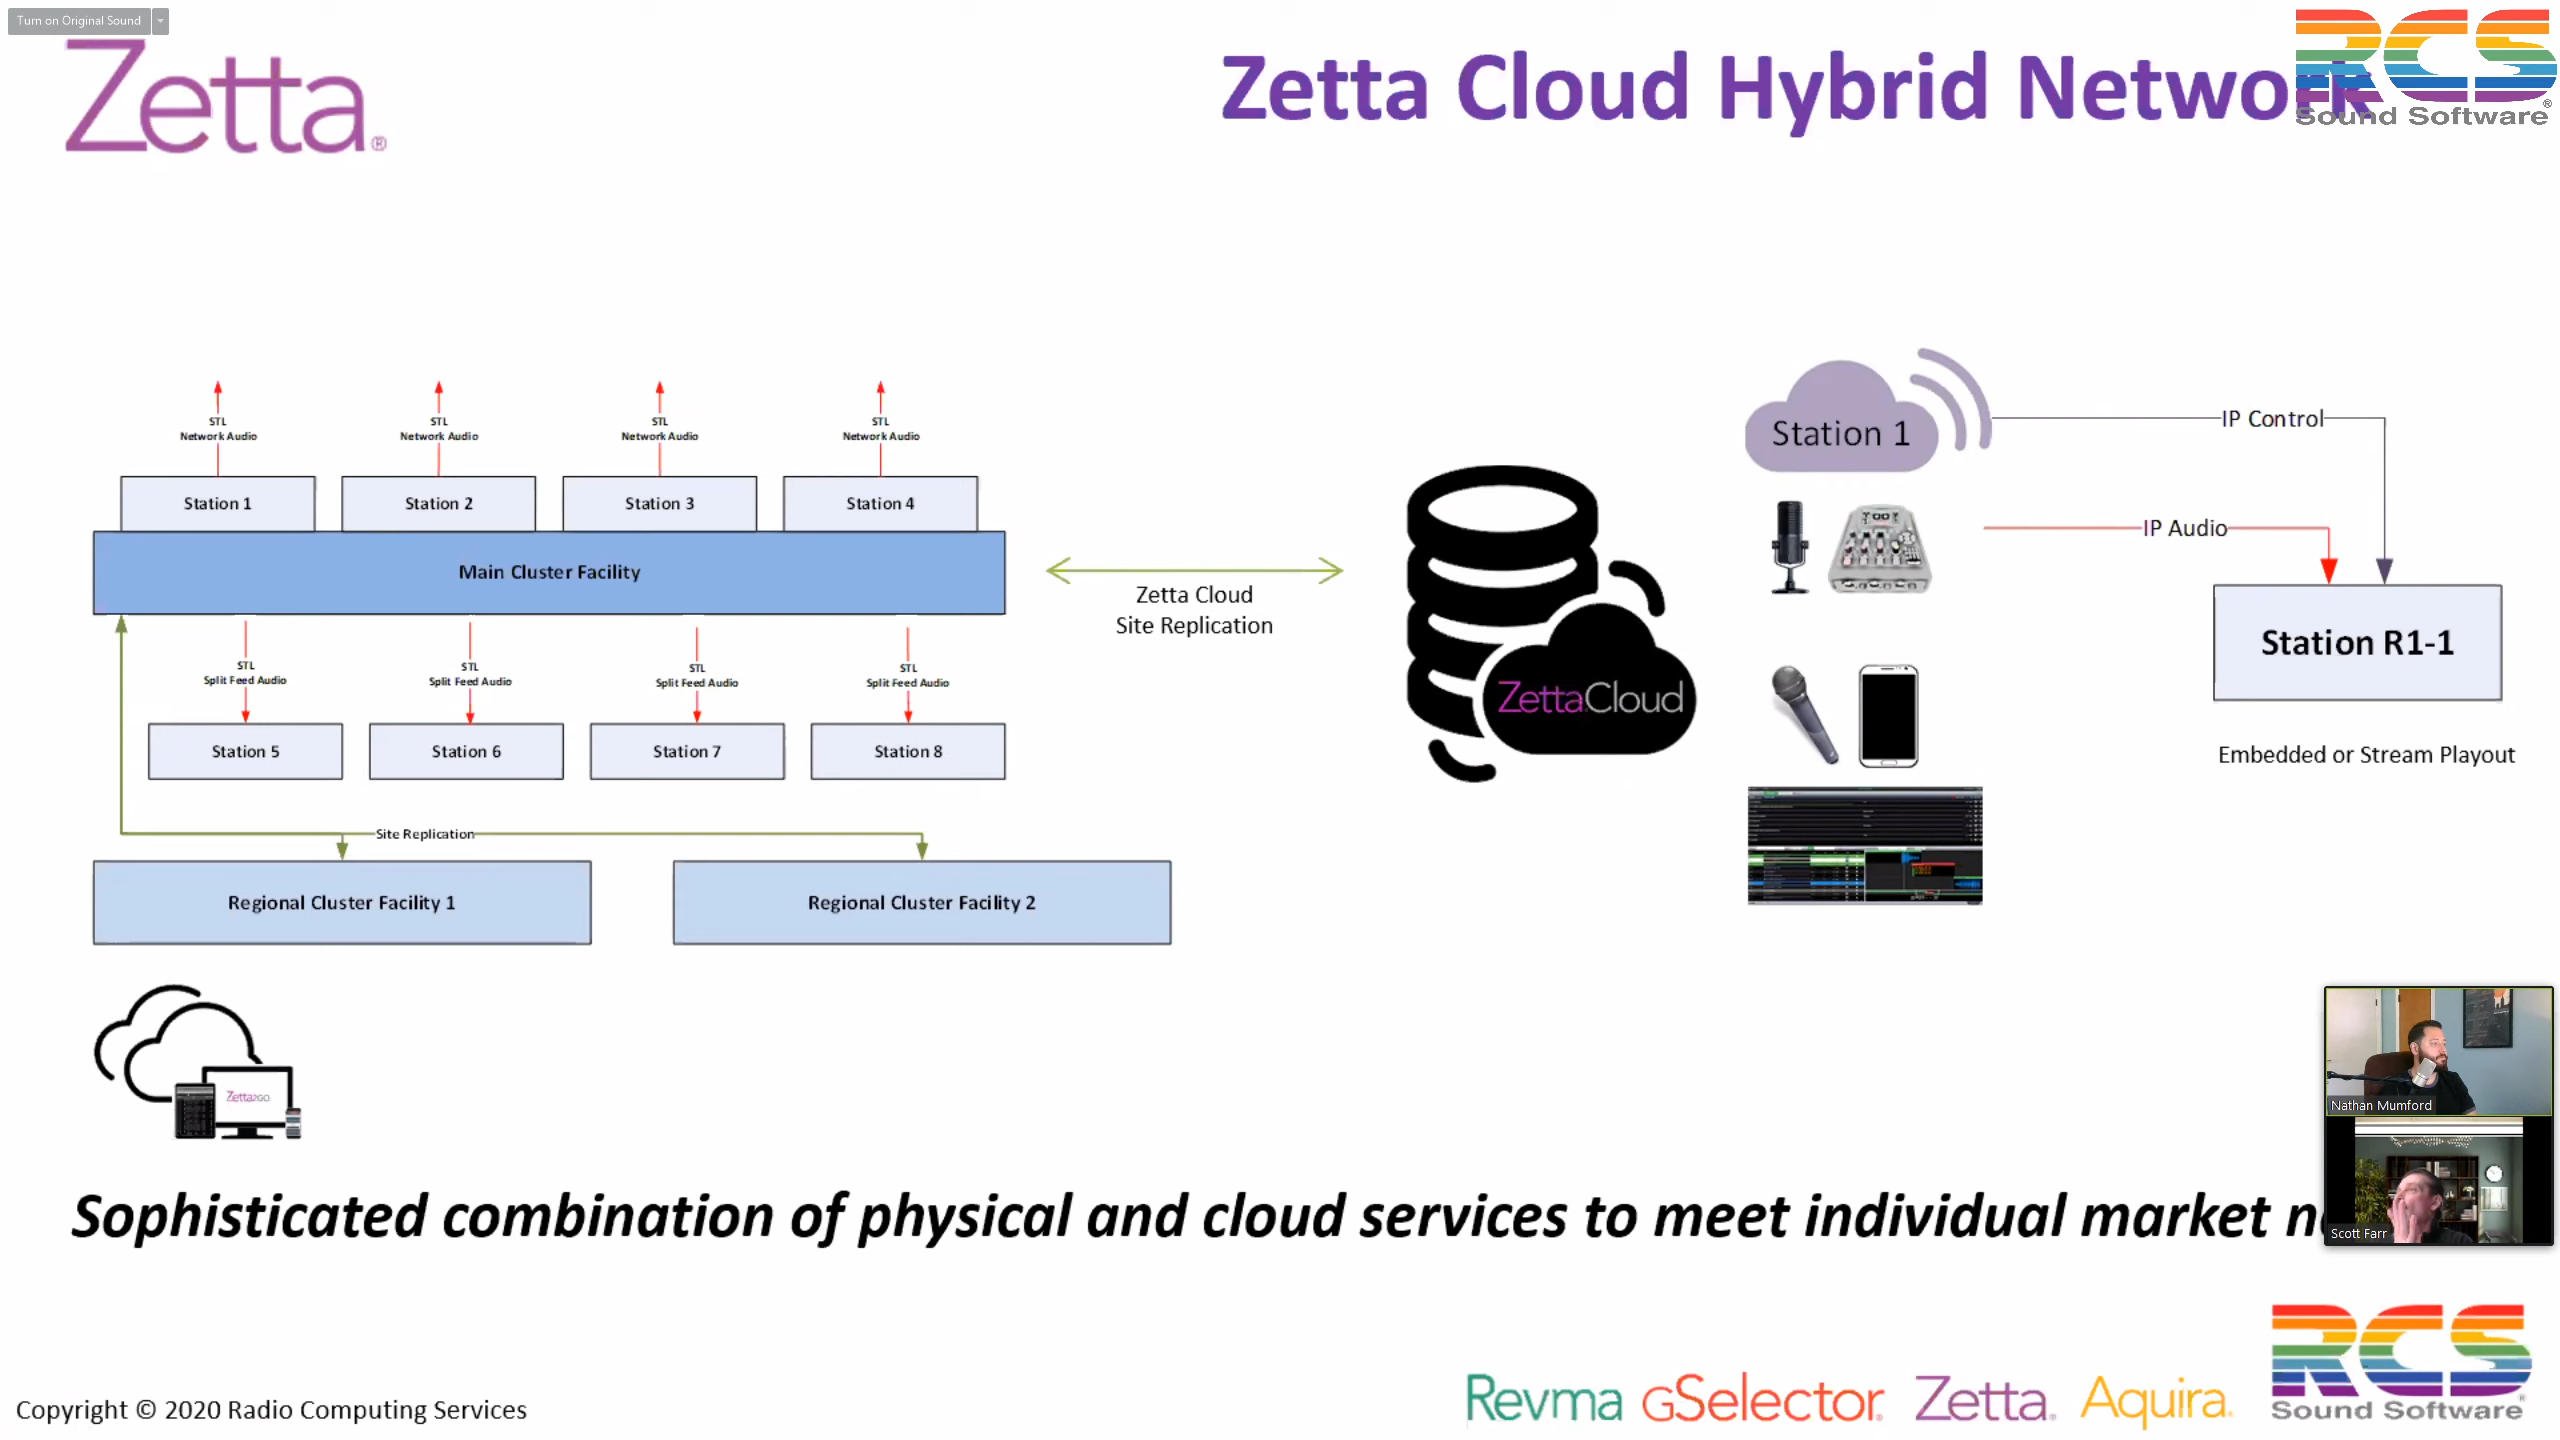 Turn on Original Sound
Zetta®
Zetta Cloud Hybrid Network
RCS®
Sound Software
STL
Network Audio
STL
Network Audio
STL
Network Audio
STL
Network Audio
Station 1
Station 2
Station 3
Station 4
Main Cluster Facility
STL
Split Feed Audio
STL
Split Feed Audio
STL
Split Feed Audio
STL
Split Feed Audio
Station 5
Station 6
Station 7
Station 8
Site Replication
Regional Cluster Facility 1
Regional Cluster Facility 2
Zetta Cloud
Site Replication
ZettaCloud
Station 1
IP Control
IP Audio
Station R1-1
Embedded or Stream Playout
Zetta2GO
Nathan Mumford
Scott Farr
Sophisticated combination of physical and cloud services to meet individual market
Copyright © 2020 Radio Computing Services
Revma GSelector® Zetta® Aquira®
RCS®
Sound Software